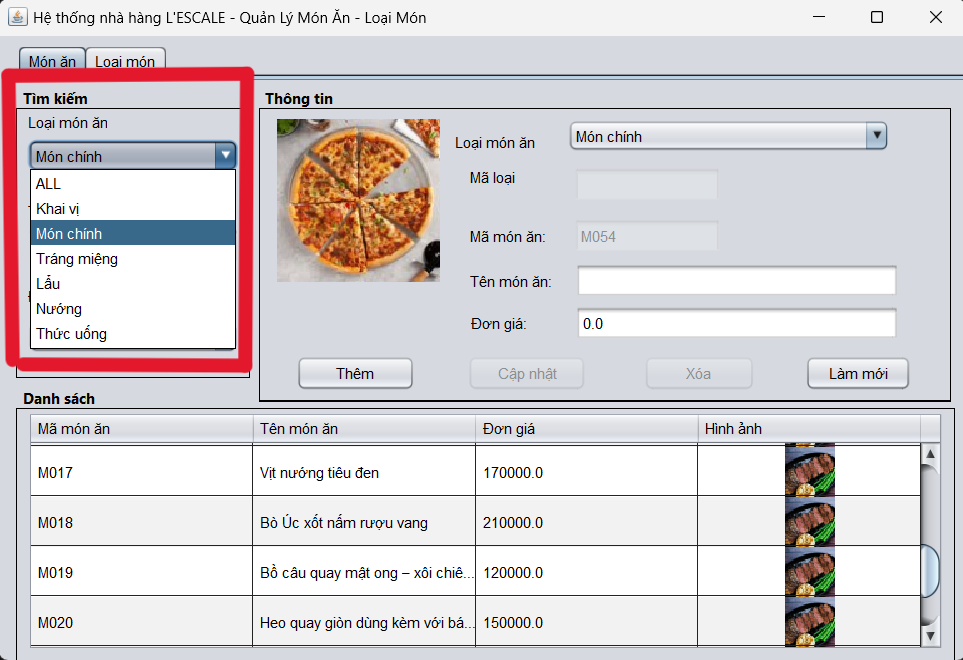 Hệ thống nhà hàng L'ESCALE - Quản Lý Món Ăn - Loại Món
Món ăn
Loại món
Tìm kiếm
Loại món ăn
Món chính
ALL
Khai vị
Món chính
Tráng miệng
Lẩu
Nướng
Thức uống
Thông tin
Loại món ăn
Món chính
Mã loại
Mã món ăn:
M054
Tên món ăn:
Đơn giá:
0.0
Thêm
Cập nhật
Xóa
Làm mới
Danh sách
Mã món ăn Tên món ăn Đơn giá Hình ảnh
M017 Vịt nướng tiêu đen 170000.0
M018 Bò Úc xốt nấm rượu vang 210000.0
M019 Bồ câu quay mật ong – xôi chiê... 120000.0
M020 Heo quay giòn dùng kèm với bá... 150000.0